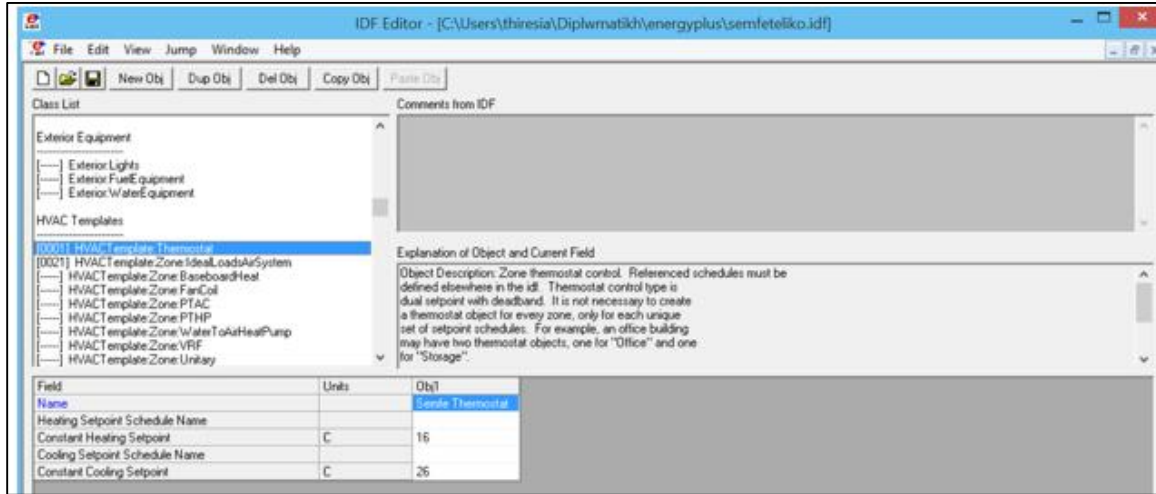 IDF Editor - [C:\Users\thiresia\Diplwmatikh\energyplus\semfeteliko.idf]
File Edit View Jump Window Help
New Obj Dup Obj Del Obj Copy Obj Paste Obj
Class List
Comments from IDF
Exterior Equipment
----------------------
[-----] Exterior:Lights
[-----] Exterior:FuelEquipment
[-----] Exterior:WaterEquipment
HVAC Templates
----------------------
[0001] HVACTemplate:Thermostat
[0021] HVACTemplate:Zone:IdealLoadsAirSystem
[-----] HVACTemplate:Zone:BaseboardHeat
[-----] HVACTemplate:Zone:FanCoil
[-----] HVACTemplate:Zone:PTAC
[-----] HVACTemplate:Zone:PTHP
[-----] HVACTemplate:Zone:WaterToAirHeatPump
[-----] HVACTemplate:Zone:VRF
[-----] HVACTemplate:Zone:Unitary
Explanation of Object and Current Field
Object Description: Zone thermostat control. Referenced schedules must be
defined elsewhere in the idf. Thermostat control type is
dual setpoint with deadband. It is not necessary to create
a thermostat object for every zone, only for each unique
set of setpoint schedules. For example, an office building
may have two thermostat objects, one for "Office" and one
for "Storage".
Field Units Obj1
Name Semfe Thermostat
Heating Setpoint Schedule Name
Constant Heating Setpoint C 16
Cooling Setpoint Schedule Name
Constant Cooling Setpoint C 26